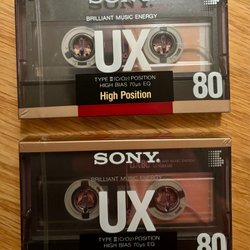 SONY.
BRILLIANT MUSIC ENERGY
UX
TYPE II (CrO2) POSITION
HIGH BIAS 70µs EQ
High Position
80
SONY.
BRILLIANT MUSIC ENERGY
UX
TYPE II (CrO2) POSITION
HIGH BIAS 70µs EQ
80